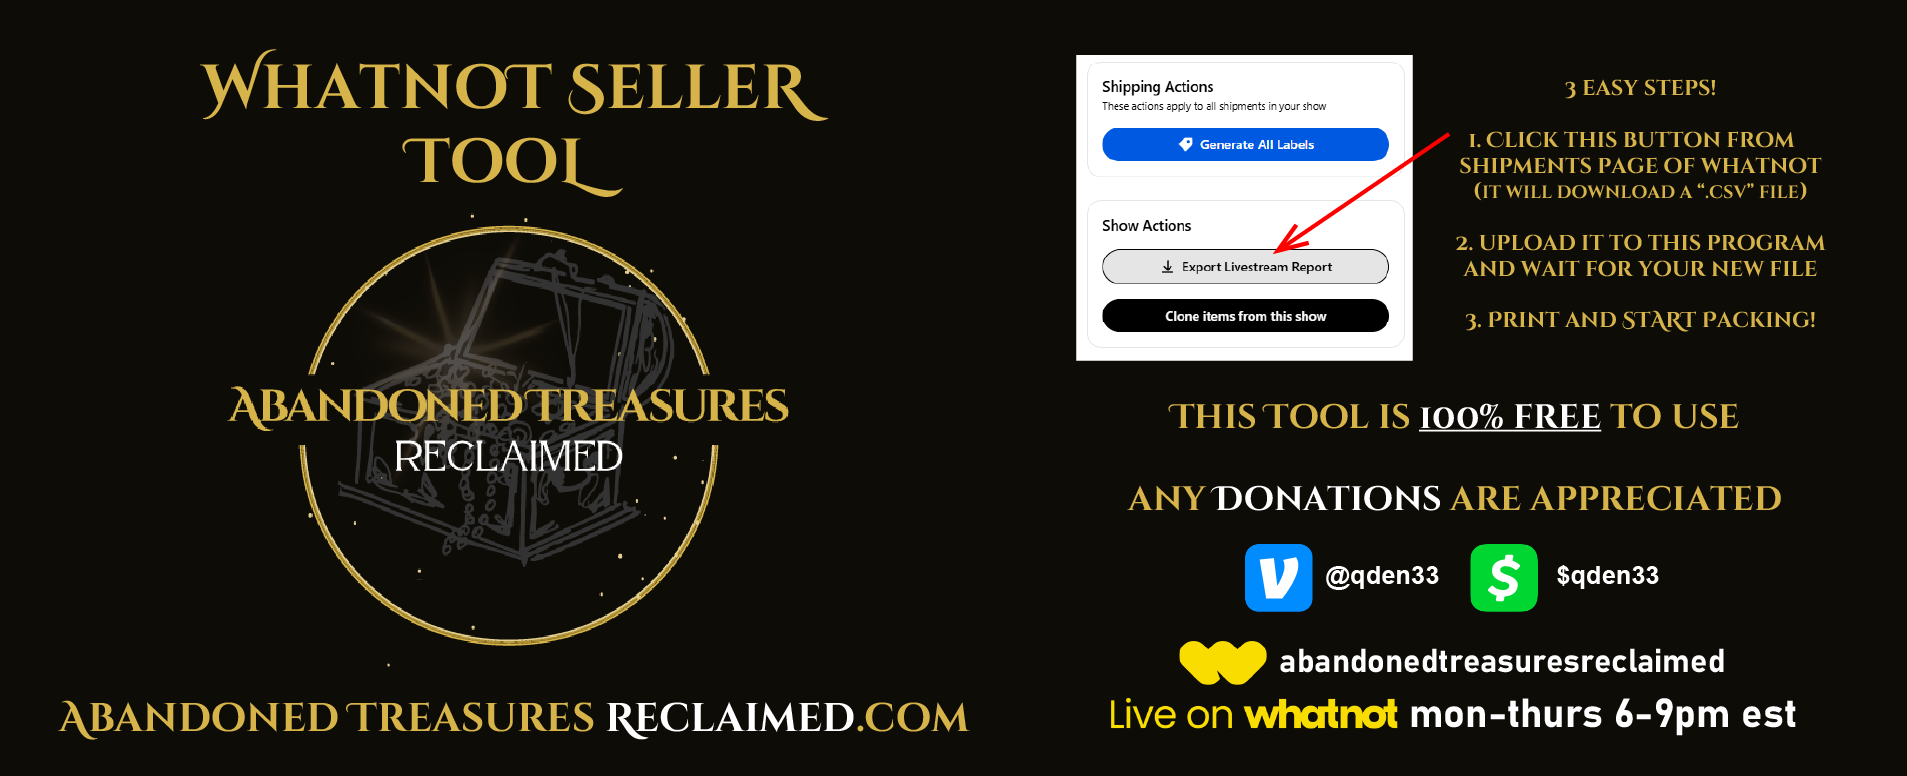 Whatnot Seller
Tool
Abandoned Treasures
Reclaimed
Abandoned Treasures Reclaimed.com
Shipping Actions
These actions apply to all shipments in your show
Generate All Labels
Show Actions
Export Livestream Report
Clone items from this show
3 easy steps!
1. Click this button from
shipments page of whatnot
(it will download a ".csv" file)
2. Upload it to this program
and wait for your new file
3. Print and Start Packing!
This Tool is 100% free to use
any Donations are appreciated
@qden33
$qden33
abandonedtreasuresreclaimed
Live on whatnot mon-thurs 6-9pm est